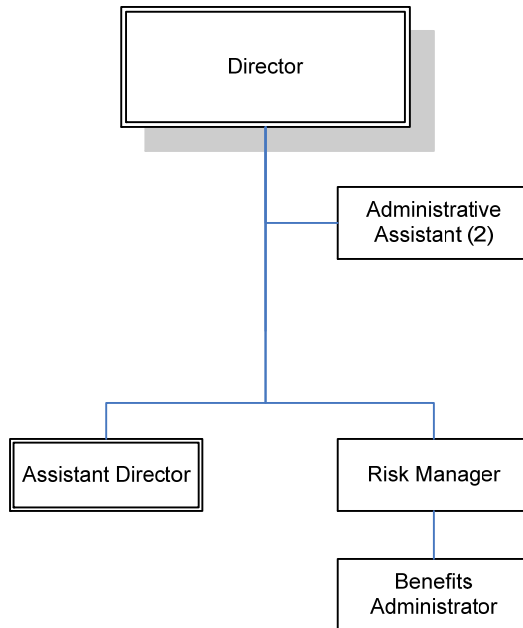 Director
Administrative
Assistant (2)
Assistant Director
Risk Manager
Benefits
Administrator